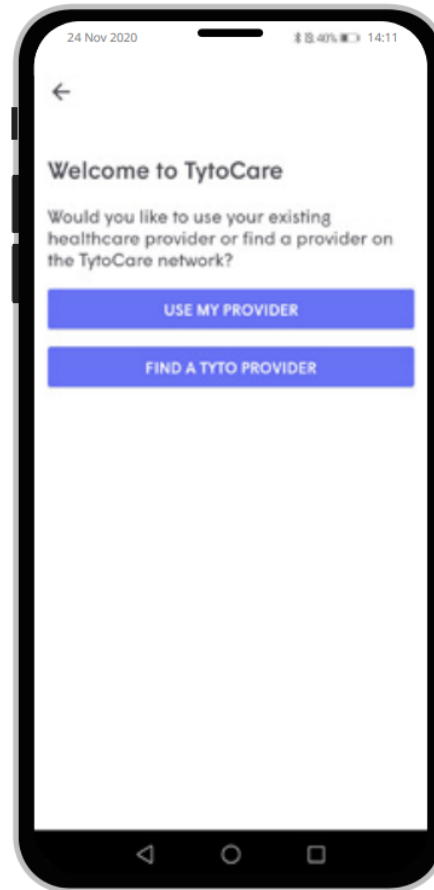 24 Nov 2020 40% 14:11
Welcome to TytoCare
Would you like to use your existing
healthcare provider or find a provider on
the TytoCare network?
USE MY PROVIDER
FIND A TYTO PROVIDER